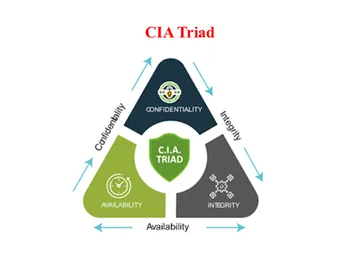 CIA Triad
CONFIDENTIALITY
Confidentiality
Integrity
C.I.A.
TRIAD
AVAILABILITY
INTEGRITY
Availability